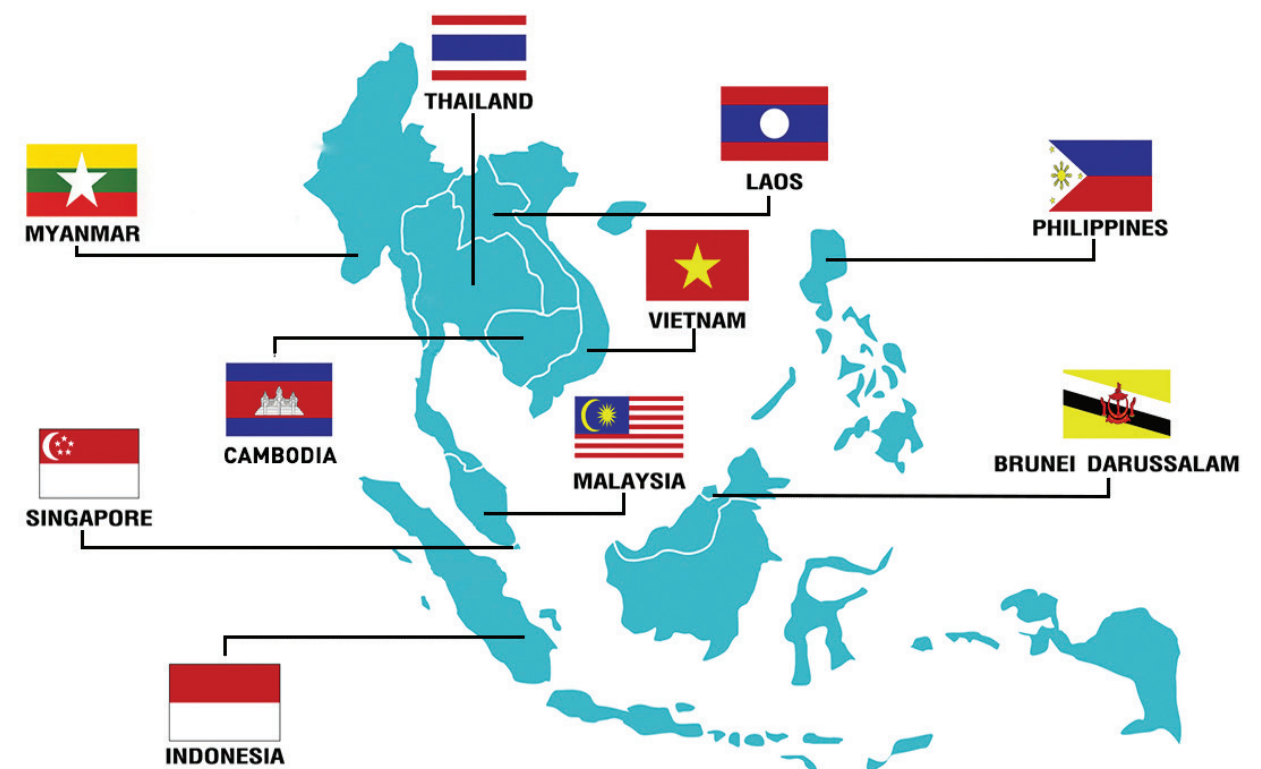 THAILAND
LAOS
MYANMAR
PHILIPPINES
VIETNAM
CAMBODIA
MALAYSIA
BRUNEI DARUSSALAM
SINGAPORE
INDONESIA